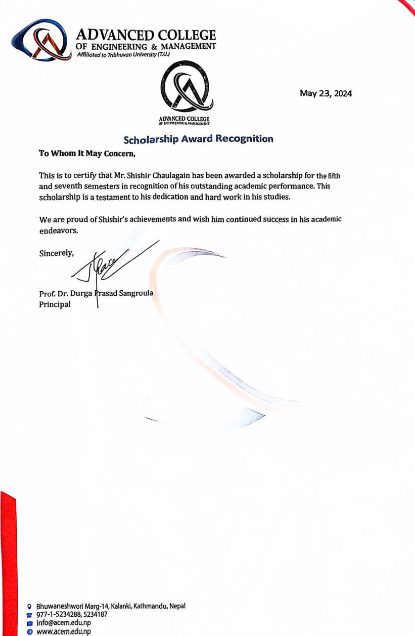 ADVANCED COLLEGE
OF ENGINEERING & MANAGEMENT
Affiliated to Tribhuvan University (T.U.)
ADVANCED COLLEGE
OF ENGINEERING & MANAGEMENT
May 23, 2024
Scholarship Award Recognition
To Whom It May Concern,
This is to certify that Mr. Shishir Chaulagain has been awarded a scholarship for the fifth
and seventh semesters in recognition of his outstanding academic performance. This
scholarship is a testament to his dedication and hard work in his studies.
We are proud of Shishir's achievements and wish him continued success in his academic
endeavors.
Sincerely,
Prof. Dr. Durga Prasad Sangroula
Principal
Bhuwaneshwori Marg-14, Kalanki, Kathmandu, Nepal
977-1-5234288, 5234187
info@acem.edu.np
www.acem.edu.np